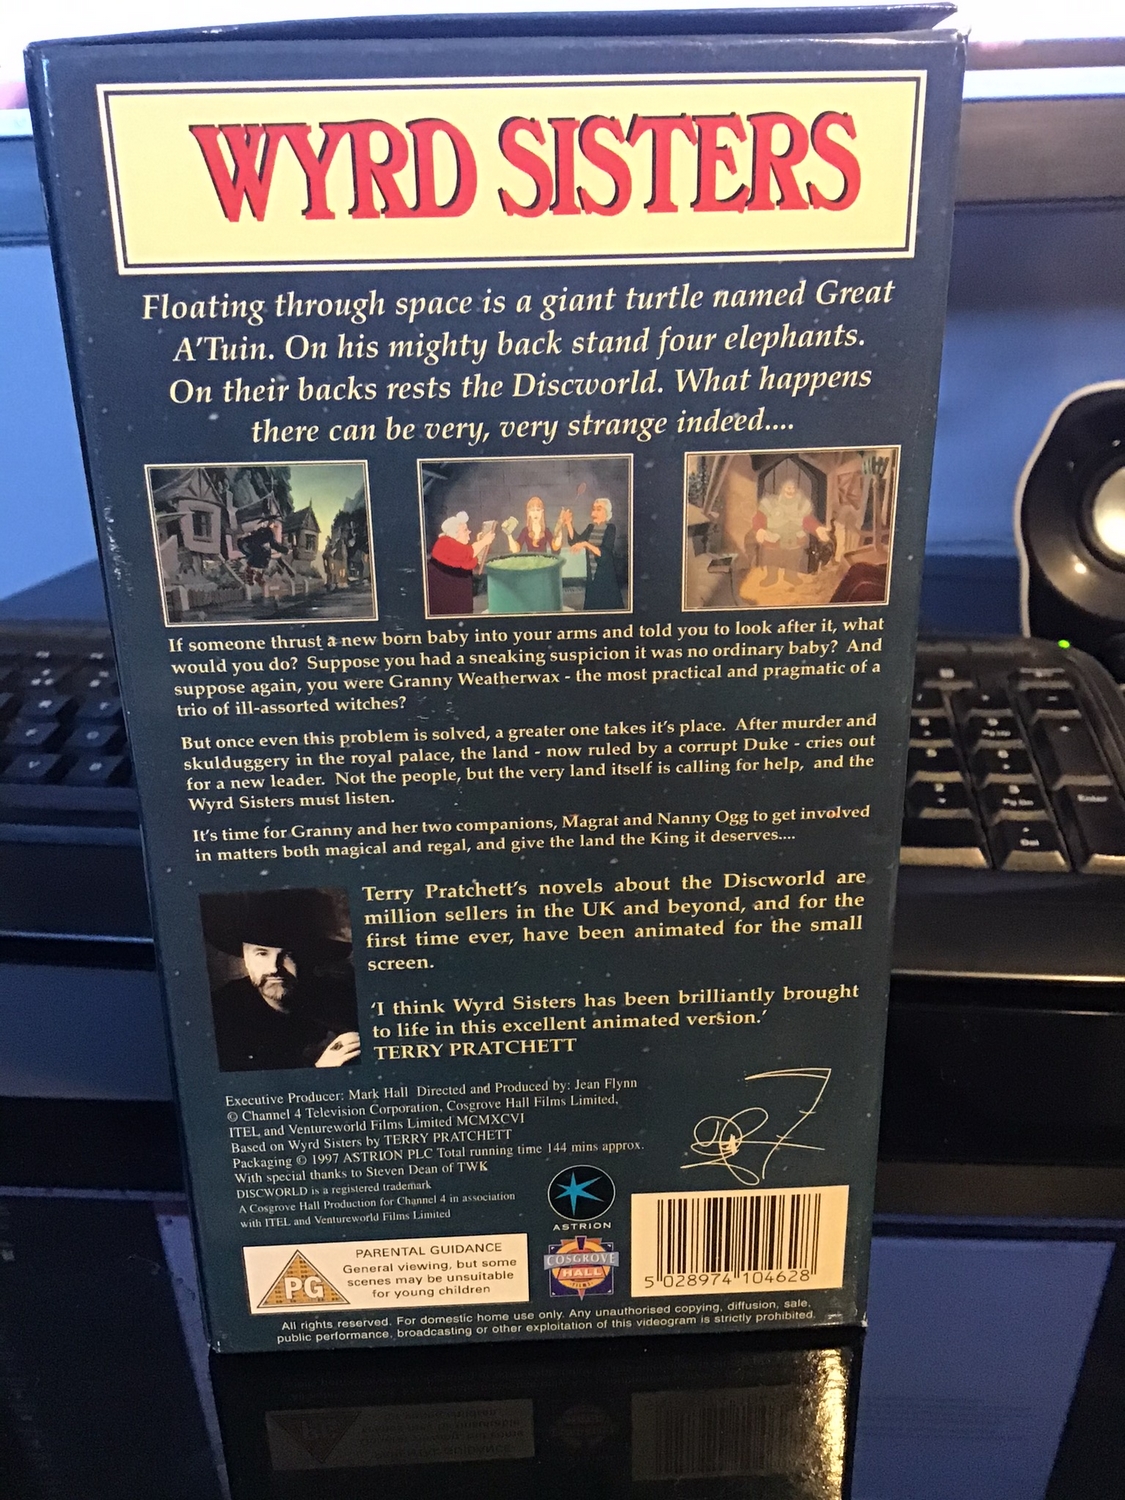 WYRD SISTERS
Floating through space is a giant turtle named Great
A'Tuin. On his mighty back stand four elephants.
On their backs rests the Discworld. What happens
there can be very, very strange indeed....
If someone thrust a new born baby into your arms and told you to look after it, what
would you do? Suppose you had a sneaking suspicion it was no ordinary baby? And
suppose again, you were Granny Weatherwax - the most practical and pragmatic of a
trio of ill-assorted witches?
But once even this problem is solved, a greater one takes it's place. After murder and
skulduggery in the royal palace, the land - now ruled by a corrupt Duke - cries out
for a new leader. Not the people, but the very land itself is calling for help, and the
Wyrd Sisters must listen.
It's time for Granny and her two companions, Magrat and Nanny Ogg to get involved
in matters both magical and regal, and give the land the King it deserves....
Terry Pratchett's novels about the Discworld are
million sellers in the UK and beyond, and for the
first time ever, have been animated for the small
screen.
'I think Wyrd Sisters has been brilliantly brought
to life in this excellent animated version.'
TERRY PRATCHETT
Executive Producer: Mark Hall Directed and Produced by: Jean Flynn
© Channel 4 Television Corporation, Cosgrove Hall Films Limited,
ITEL and Ventureworld Films Limited MCMXCVI
Based on Wyrd Sisters by TERRY PRATCHETT
Packaging © 1997 ASTRION PLC Total running time 144 mins approx.
With special thanks to Steven Dean of TWK
DISCWORLD is a registered trademark
A Cosgrove Hall Production for Channel 4 in association
with ITEL and Ventureworld Films Limited
ASTRION
COSGROVE
HALL
FILMS
PG
PARENTAL GUIDANCE
General viewing, but some
scenes may be unsuitable
for young children
5 028974 104628
All rights reserved. For domestic home use only. Any unauthorised copying, diffusion, sale,
public performance, broadcasting or other exploitation of this videogram is strictly prohibited.
Enter
Pg Dn
Del